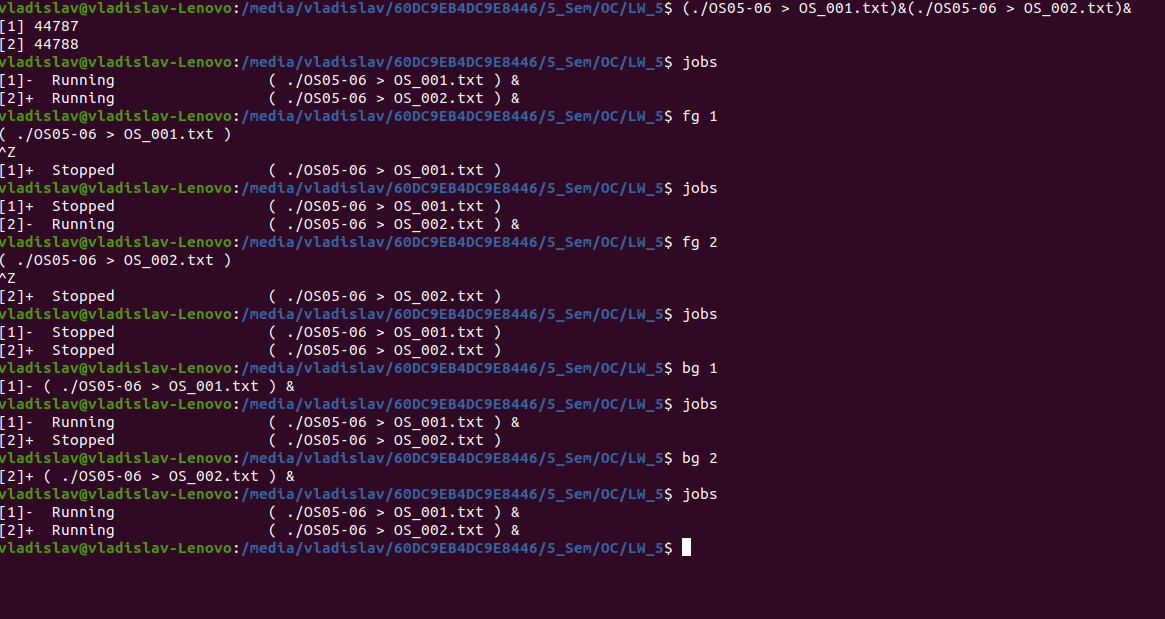 vladislav@vladislav-Lenovo:/media/vladislav/60DC9EB4DC9E8446/5_Sem/OC/LW_5$ (./OS05-06 > OS_001.txt)&(./OS05-06 > OS_002.txt)&
[1] 44787
[2] 44788
vladislav@vladislav-Lenovo:/media/vladislav/60DC9EB4DC9E8446/5_Sem/OC/LW_5$ jobs
[1]-  Running                 ( ./OS05-06 > OS_001.txt ) &
[2]+  Running                 ( ./OS05-06 > OS_002.txt ) &
vladislav@vladislav-Lenovo:/media/vladislav/60DC9EB4DC9E8446/5_Sem/OC/LW_5$ fg 1
( ./OS05-06 > OS_001.txt )
^Z
[1]+  Stopped                 ( ./OS05-06 > OS_001.txt )
vladislav@vladislav-Lenovo:/media/vladislav/60DC9EB4DC9E8446/5_Sem/OC/LW_5$ jobs
[1]+  Stopped                 ( ./OS05-06 > OS_001.txt )
[2]-  Running                 ( ./OS05-06 > OS_002.txt ) &
vladislav@vladislav-Lenovo:/media/vladislav/60DC9EB4DC9E8446/5_Sem/OC/LW_5$ fg 2
( ./OS05-06 > OS_002.txt )
^Z
[2]+  Stopped                 ( ./OS05-06 > OS_002.txt )
vladislav@vladislav-Lenovo:/media/vladislav/60DC9EB4DC9E8446/5_Sem/OC/LW_5$ jobs
[1]-  Stopped                 ( ./OS05-06 > OS_001.txt )
[2]+  Stopped                 ( ./OS05-06 > OS_002.txt )
vladislav@vladislav-Lenovo:/media/vladislav/60DC9EB4DC9E8446/5_Sem/OC/LW_5$ bg 1
[1]- ( ./OS05-06 > OS_001.txt ) &
vladislav@vladislav-Lenovo:/media/vladislav/60DC9EB4DC9E8446/5_Sem/OC/LW_5$ jobs
[1]-  Running                 ( ./OS05-06 > OS_001.txt ) &
[2]+  Stopped                 ( ./OS05-06 > OS_002.txt )
vladislav@vladislav-Lenovo:/media/vladislav/60DC9EB4DC9E8446/5_Sem/OC/LW_5$ bg 2
[2]+ ( ./OS05-06 > OS_002.txt ) &
vladislav@vladislav-Lenovo:/media/vladislav/60DC9EB4DC9E8446/5_Sem/OC/LW_5$ jobs
[1]-  Running                 ( ./OS05-06 > OS_001.txt ) &
[2]+  Running                 ( ./OS05-06 > OS_002.txt ) &
vladislav@vladislav-Lenovo:/media/vladislav/60DC9EB4DC9E8446/5_Sem/OC/LW_5$